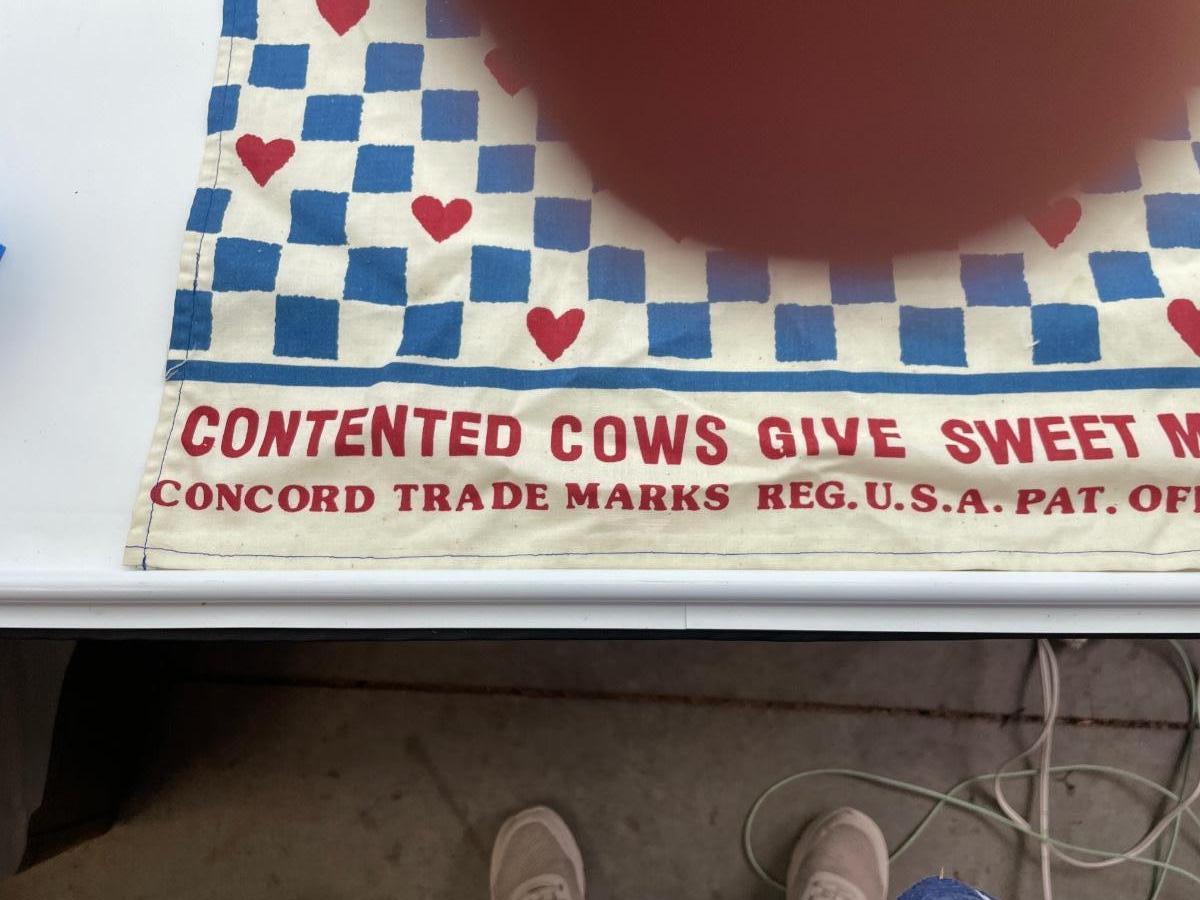 CONTENTED COWS GIVE SWEET
CONCORD TRADE MARKS REG. U.S.A. PAT.